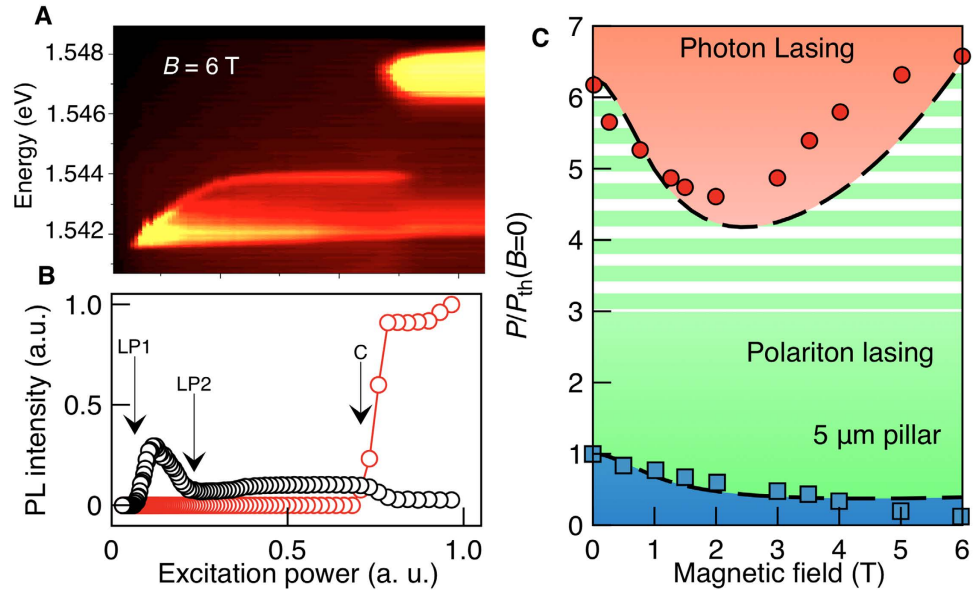 A
B = 6 T
Energy (eV)
1.548
1.546
1.544
1.542
B
PL intensity (a.u.)
1.0
0.5
0
LP1
LP2
C
0
0.5
1.0
Excitation power (a. u.)
C
P/Pth(B=0)
7
6
5
4
3
2
1
0
Photon Lasing
Polariton lasing
5 µm pillar
0
1
2
3
4
5
6
Magnetic field (T)